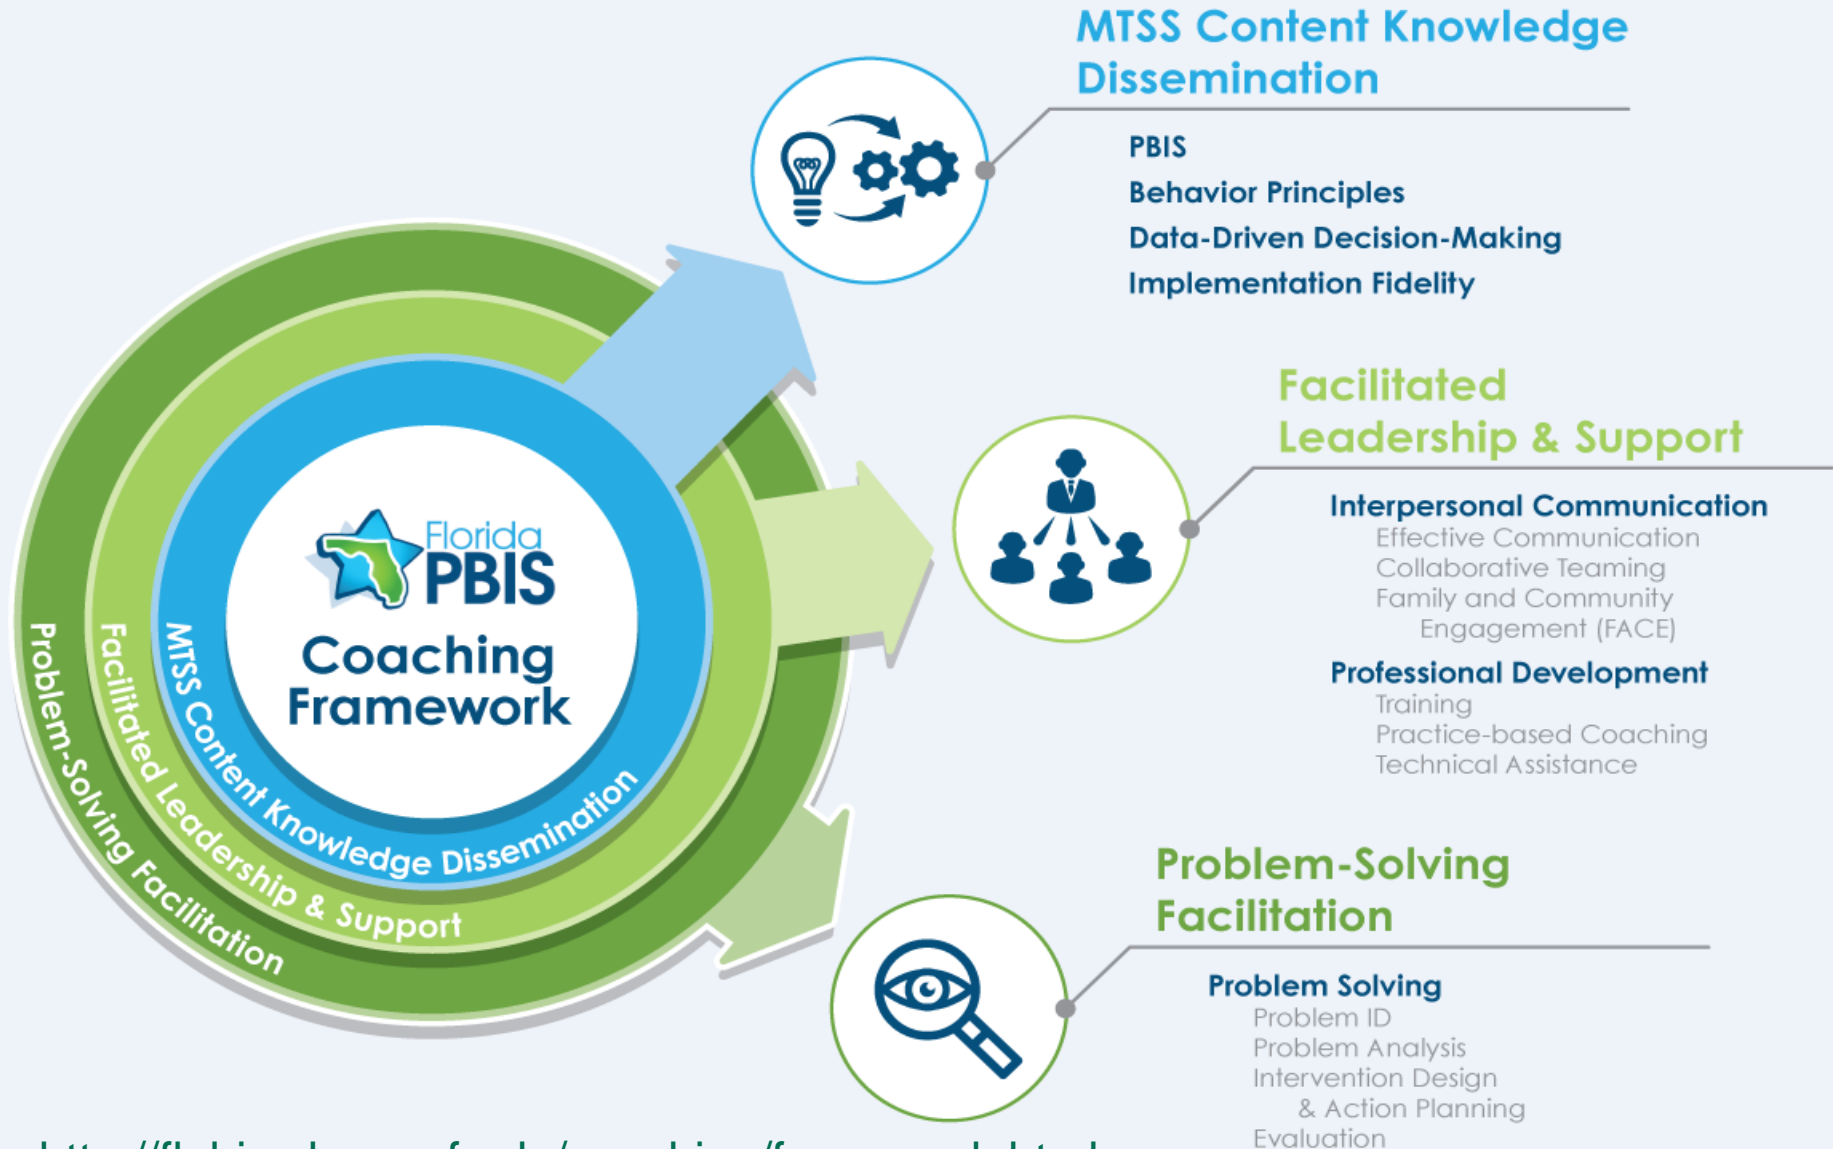 MTSS Content Knowledge
Dissemination
PBIS
Behavior Principles
Data-Driven Decision-Making
Implementation Fidelity
Facilitated
Leadership & Support
Interpersonal Communication
Effective Communication
Collaborative Teaming
Family and Community
Engagement (FACE)
Professional Development
Training
Practice-based Coaching
Technical Assistance
Problem-Solving
Facilitation
Problem Solving
Problem ID
Problem Analysis
Intervention Design
& Action Planning
Evaluation
Florida
PBIS
Coaching
Framework
MTSS Content Knowledge Dissemination
Facilitated Leadership & Support
Problem-Solving Facilitation